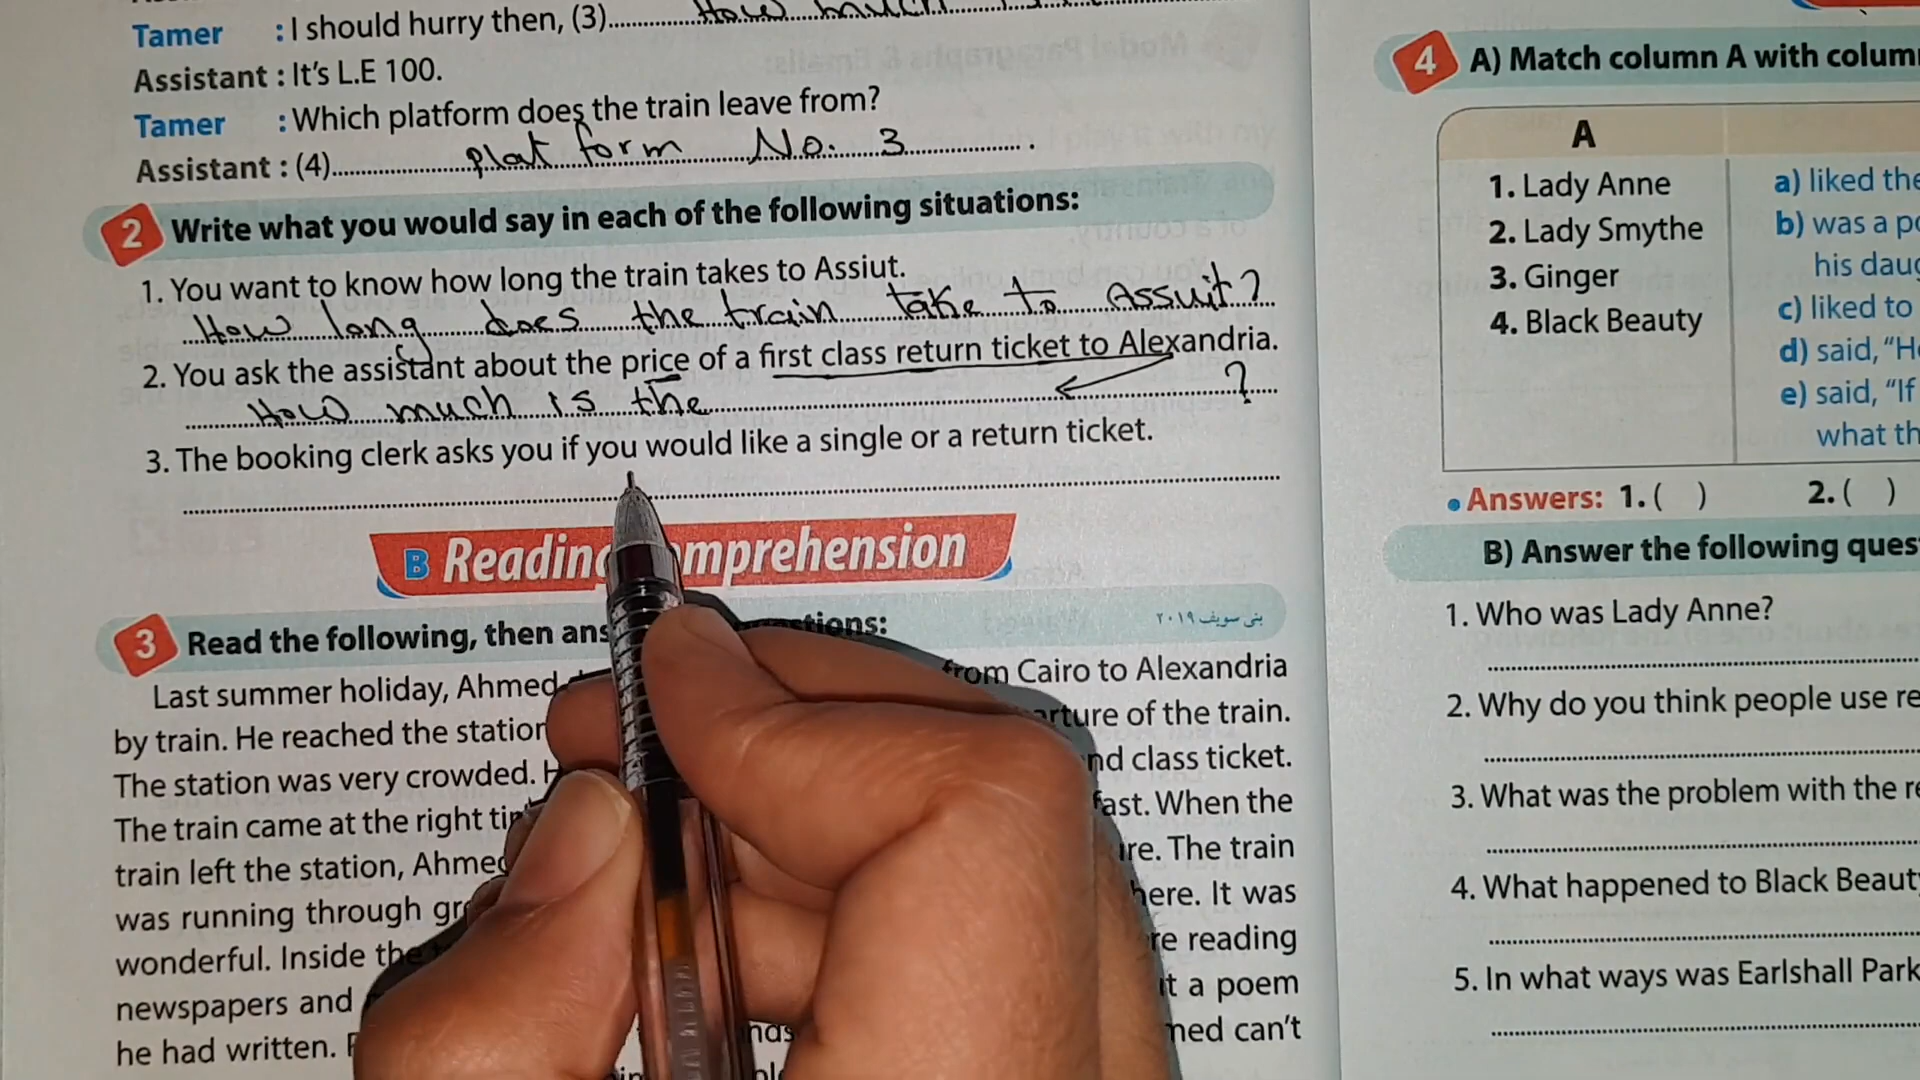 Tamer : I should hurry then, (3)..... How much
Assistant : It's L.E 100.
Tamer : Which platform does the train leave from?
Assistant : (4)..... plat form No. 3 .....
2 Write what you would say in each of the following situations:
1. You want to know how long the train takes to Assiut.
How long does the train take to Assuit?
2. You ask the assistant about the price of a first class return ticket to Alexandria.
How much is the ?
3. The booking clerk asks you if you would like a single or a return ticket.
B Reading omprehension
3 Read the following, then ans stions:
بنى سويف ٢٠١٩
Last summer holiday, Ahmed from Cairo to Alexandria
by train. He reached the station arture of the train.
The station was very crowded. H nd class ticket.
The train came at the right tim fast. When the
train left the station, Ahmed re. The train
was running through gr here. It was
wonderful. Inside the re reading
newspapers and it a poem
he had written. med can't
4 A) Match column A with colum
A
1. Lady Anne
2. Lady Smythe
3. Ginger
4. Black Beauty
a) liked the
b) was a po
his daug
c) liked to
d) said, "He
e) said, "If
what th
• Answers: 1. ( ) 2. ( )
B) Answer the following ques
1. Who was Lady Anne?
2. Why do you think people use re
3. What was the problem with the re
4. What happened to Black Beaut
5. In what ways was Earlshall Park